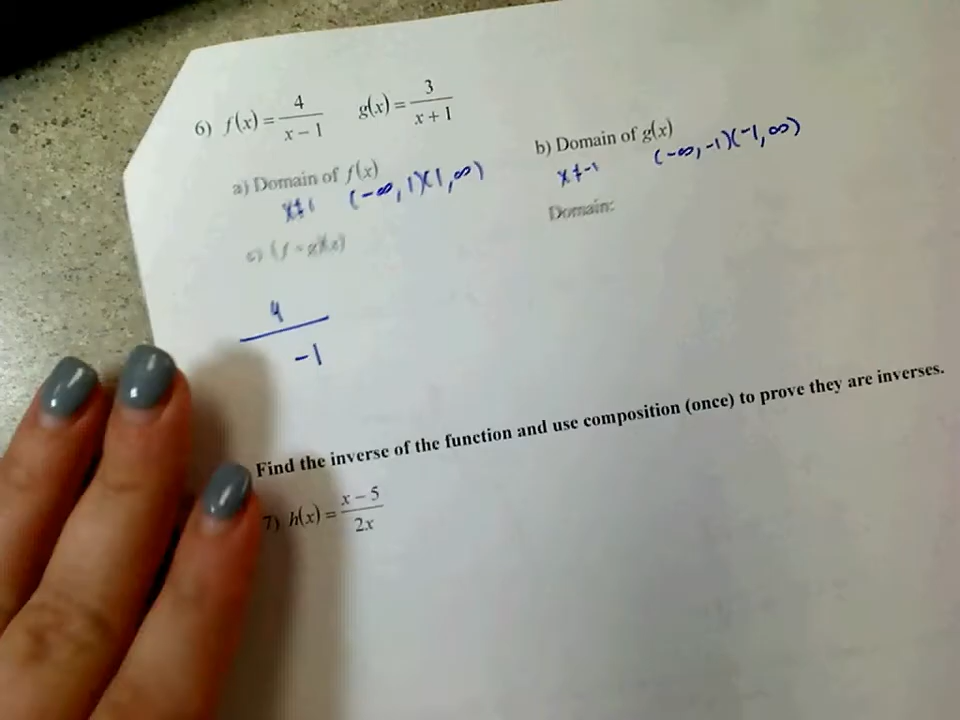 6) f(x) = 4/(x − 1) g(x) = 3/(x + 1)
a) Domain of f(x)
x≠1 (-∞, 1)(1, ∞)
b) Domain of g(x)
x≠-1 (-∞, -1)(-1, ∞)
c) (f ∘ g)(x)
Domain:
4
-1
Find the inverse of the function and use composition (once) to prove they are inverses.
7) h(x) = (x − 5)/2x